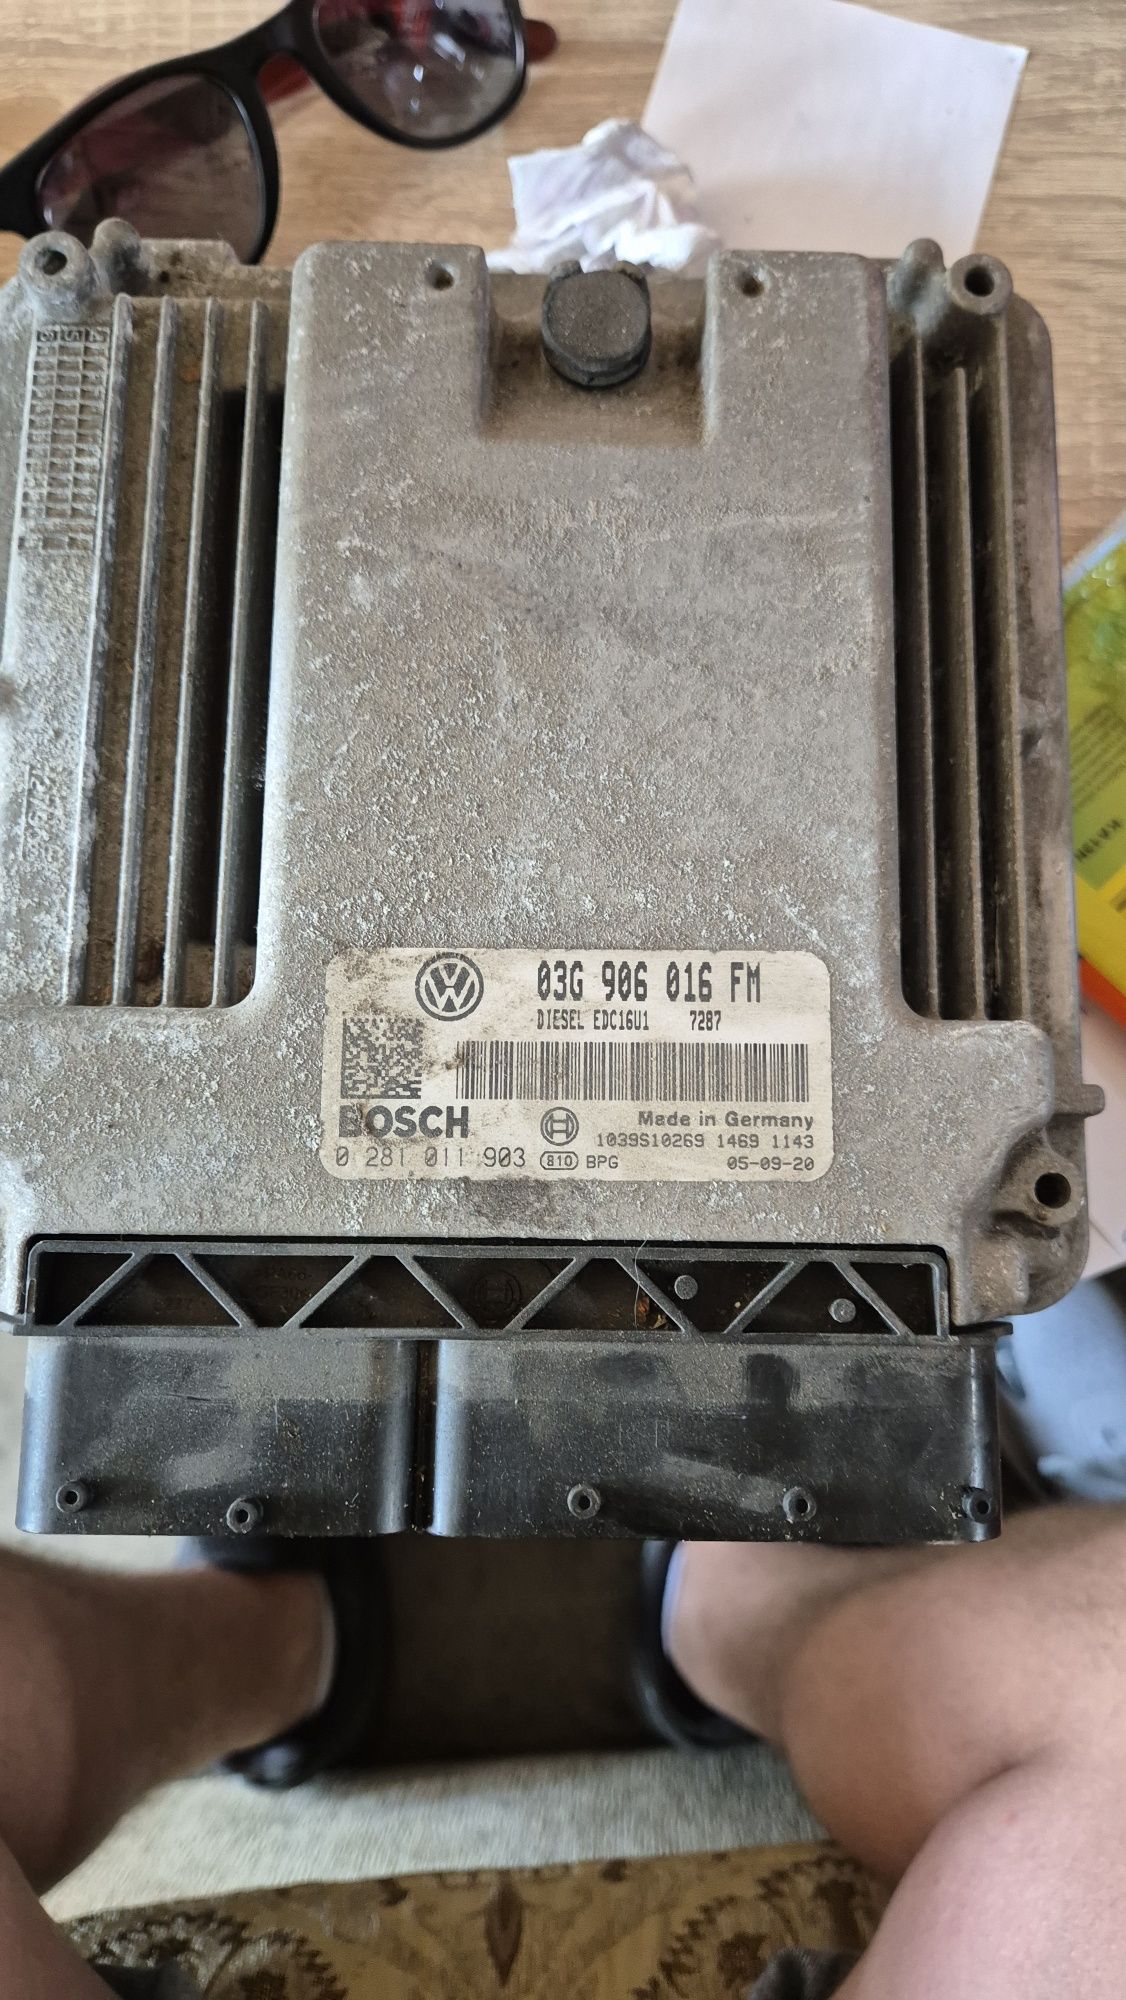 03G 906 016 FM
DIESEL EDC16U1 7287
BOSCH
Made in Germany
1039S10269 1469 1143
0 281 011 903 810 BPG 05-09-20